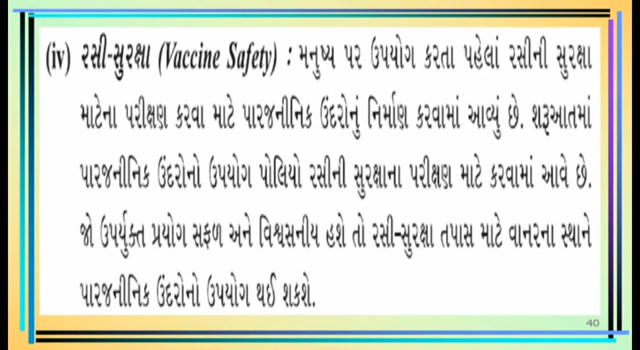 (iv) રસી-સુરક્ષા (Vaccine Safety) : મનુષ્ય પર ઉપયોગ કરતા પહેલાં રસીની સુરક્ષા
માટેના પરીક્ષણ કરવા માટે પારજનીનિક ઉંદરોનું નિર્માણ કરવામાં આવ્યું છે. શરૂઆતમાં
પારજનીનિક ઉંદરોનો ઉપયોગ પોલિયો રસીની સુરક્ષાના પરીક્ષણ માટે કરવામાં આવે છે.
જો ઉપર્યુક્ત પ્રયોગ સફળ અને વિશ્વસનીય હશે તો રસી-સુરક્ષા તપાસ માટે વાનરના સ્થાને
પારજનીનિક ઉંદરોનો ઉપયોગ થઈ શકશે.
40